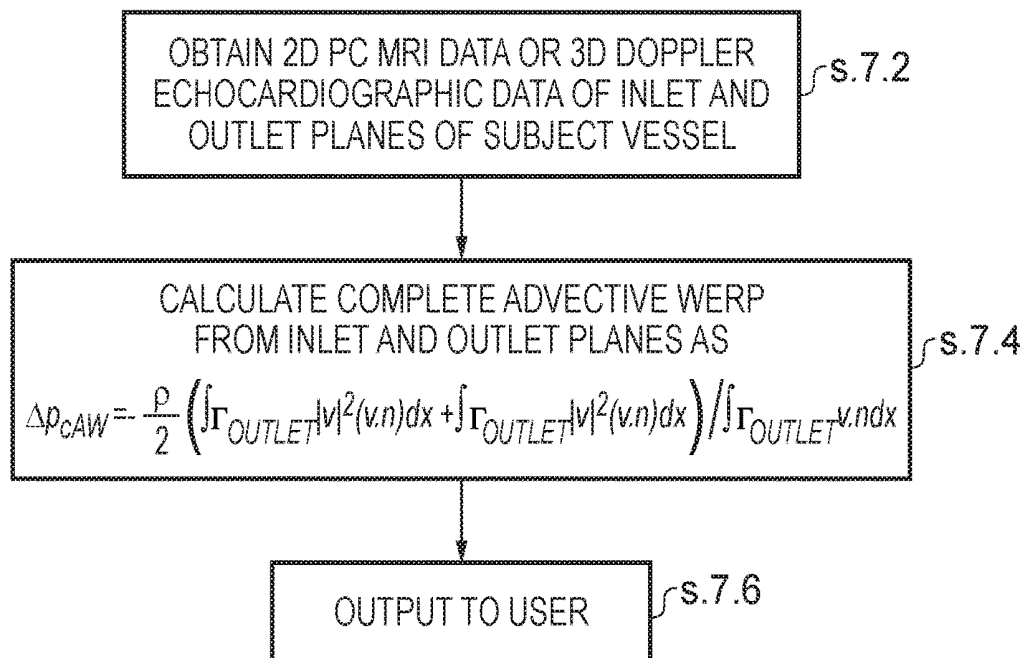 OBTAIN 2D PC MRI DATA OR 3D DOPPLER
ECHOCARDIOGRAPHIC DATA OF INLET AND
OUTLET PLANES OF SUBJECT VESSEL
s.7.2
CALCULATE COMPLETE ADVECTIVE WERP
FROM INLET AND OUTLET PLANES AS
Δp_cAW =- ρ/2 (∫Γ_OUTLET |v|²(v.n)dx + ∫Γ_OUTLET |v|²(v.n)dx) / ∫Γ_OUTLET v.ndx
s.7.4
OUTPUT TO USER
s.7.6